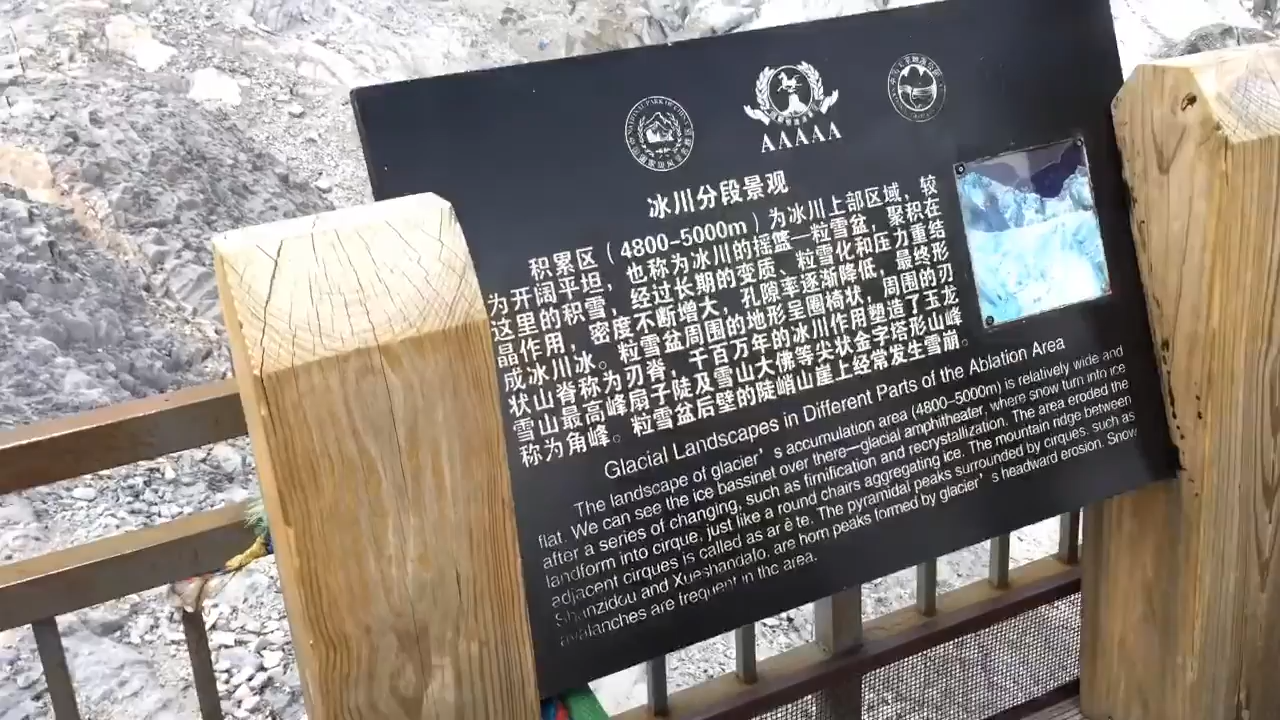 AAAAA
冰川分段景观
积累区（4800-5000m）为冰川上部区域，较
为开阔平坦，也称为冰川的摇篮—粒雪盆，聚积在
这里的积雪，经过长期的变质、粒雪化和压力重结
晶作用，密度不断增大，孔隙率逐渐降低，最终形
成冰川冰。粒雪盆周围的地形呈圈椅状，周围的刃
状山脊称为刃脊，千百万年的冰川作用塑造了玉龙
雪山最高峰扇子陡及雪山大佛等尖状金字塔形山峰
称为角峰。粒雪盆后壁的陡峭山崖上经常发生雪崩。
Glacial Landscapes in Different Parts of the Ablation Area
The landscape of glacier's accumulation area (4800-5000m) is relatively wide and
flat. We can see the ice bassinet over there—glacial amphitheater, where snow turn into ice
after a series of changing, such as firnification and recrystallization. The area eroded the
landform into cirque, just like a round chairs aggregating ice. The mountain ridge between
adjacent cirques is called as ar ê te. The pyramidal peaks surrounded by cirques, such as
Shanzidou and Xueshandalo, are horn peaks formed by glacier's headward erosion. Snow
avalanches are frequent in the area.